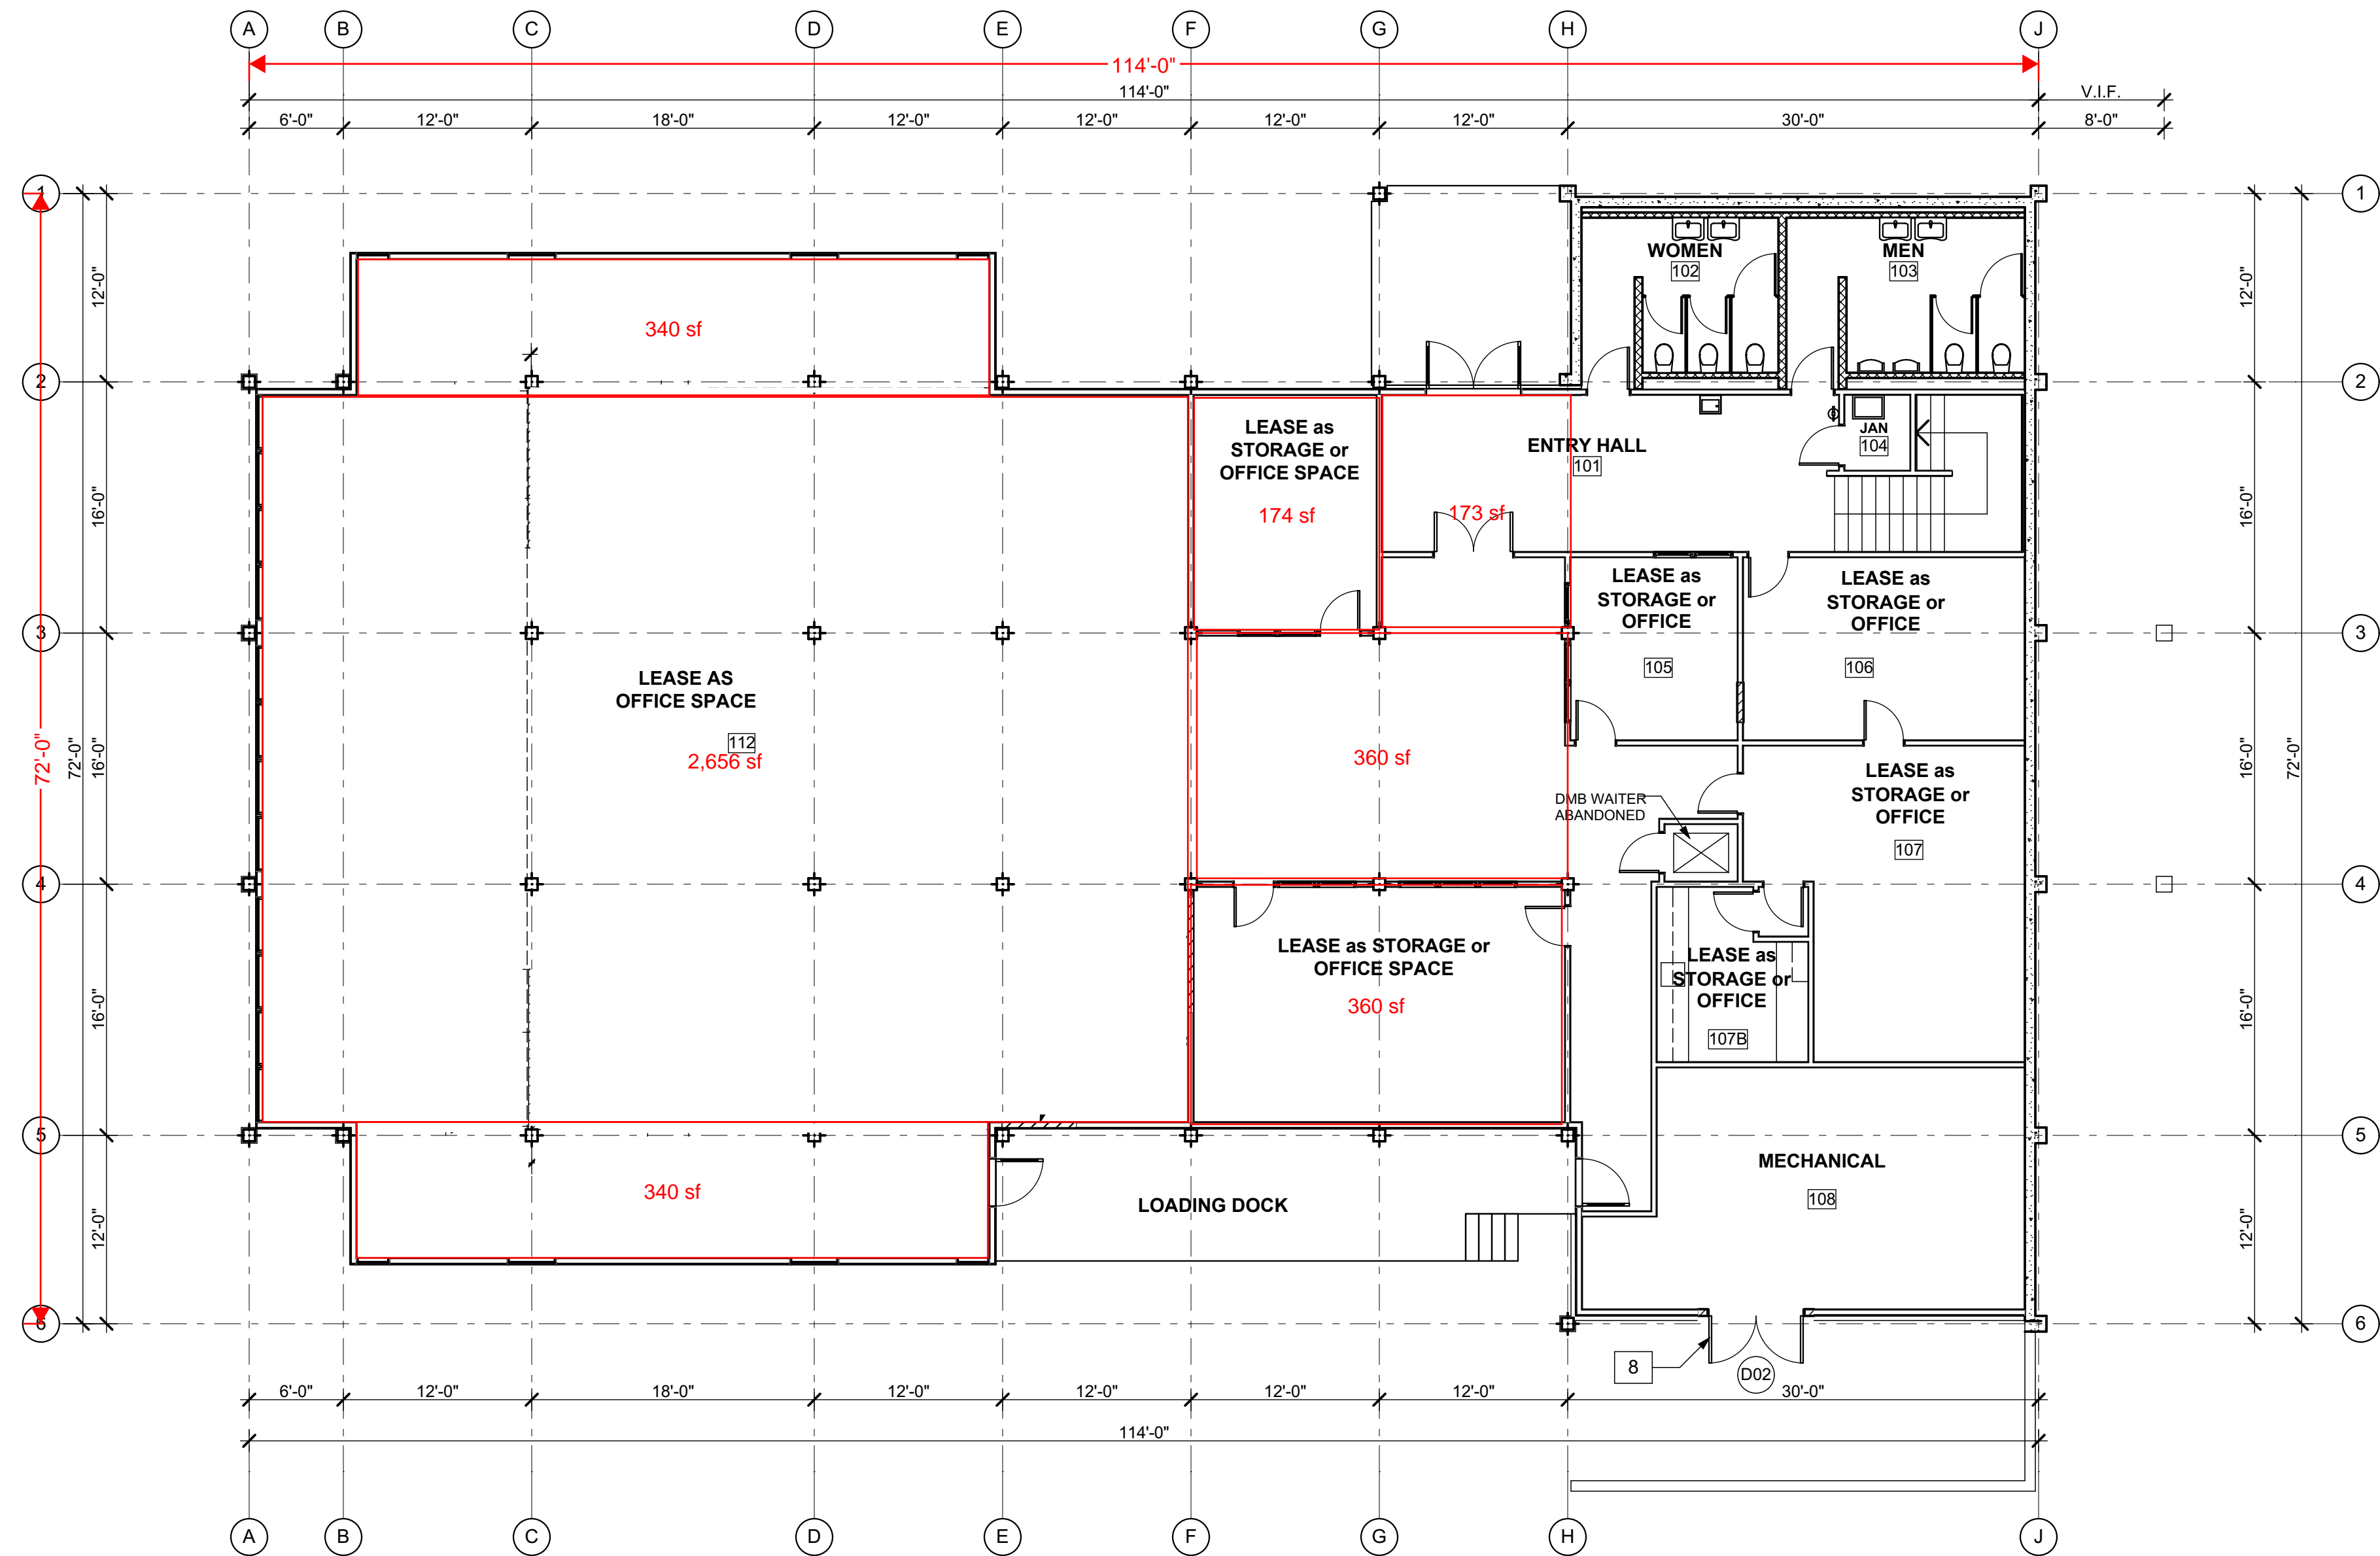 A B C D E F G H J
114'-0"
114'-0" V.I.F.
6'-0" 12'-0" 18'-0" 12'-0" 12'-0" 12'-0" 12'-0" 30'-0" 8'-0"
1 1
WOMEN MEN
102 103
12'-0" 12'-0"
340 sf
2 2
LEASE as
STORAGE or
OFFICE SPACE
174 sf
ENTRY HALL
101
JAN
104
173 sf
16'-0" 16'-0"
LEASE as
STORAGE or
OFFICE
105
LEASE as
STORAGE or
OFFICE
106
3 3
LEASE AS
OFFICE SPACE
112
2,656 sf
360 sf
72'-0" 72'-0" 16'-0" 16'-0" 72'-0"
DMB WAITER
ABANDONED
LEASE as
STORAGE or
OFFICE
107
4 4
LEASE as STORAGE or
OFFICE SPACE
360 sf
LEASE as
STORAGE or
OFFICE
107B
16'-0" 16'-0"
5 5
340 sf
LOADING DOCK
MECHANICAL
108
12'-0" 12'-0"
6 6
8 D02
6'-0" 12'-0" 18'-0" 12'-0" 12'-0" 12'-0" 12'-0" 30'-0"
114'-0"
A B C D E F G H J